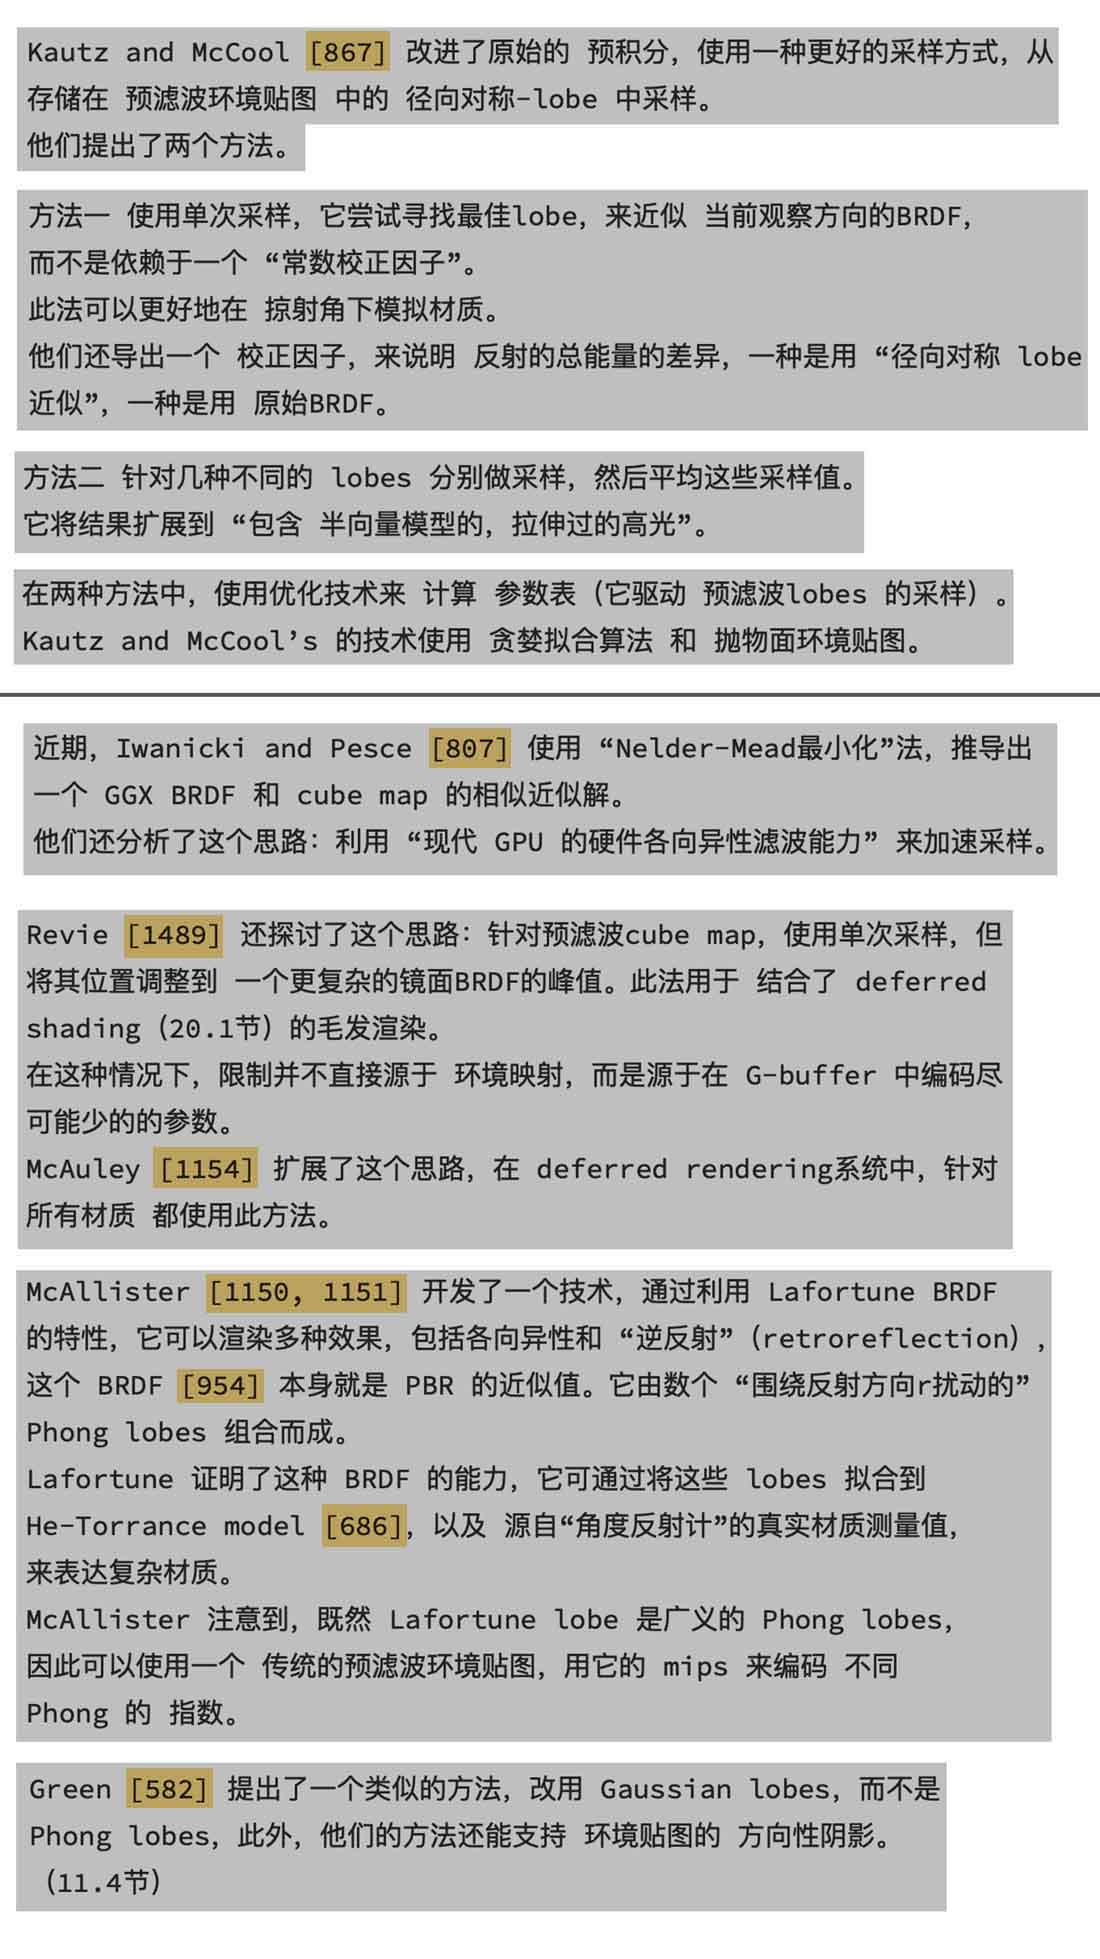 Kautz and McCool [867] 改进了原始的 预积分，使用一种更好的采样方式，从
存储在 预滤波环境贴图 中的 径向对称-lobe 中采样。
他们提出了两个方法。
方法一 使用单次采样，它尝试寻找最佳lobe，来近似 当前观察方向的BRDF，
而不是依赖于一个 “常数校正因子”。
此法可以更好地在 掠射角下模拟材质。
他们还导出一个 校正因子，来说明 反射的总能量的差异，一种是用 “径向对称 lobe
近似”，一种是用 原始BRDF。
方法二 针对几种不同的 lobes 分别做采样，然后平均这些采样值。
它将结果扩展到 “包含 半向量模型的，拉伸过的高光”。
在两种方法中，使用优化技术来 计算 参数表（它驱动 预滤波lobes 的采样）。
Kautz and McCool’s 的技术使用 贪婪拟合算法 和 抛物面环境贴图。
近期，Iwanicki and Pesce [807] 使用 “Nelder-Mead最小化”法，推导出
一个 GGX BRDF 和 cube map 的相似近似解。
他们还分析了这个思路：利用 “现代 GPU 的硬件各向异性滤波能力” 来加速采样。
Revie [1489] 还探讨了这个思路：针对预滤波cube map，使用单次采样，但
将其位置调整到 一个更复杂的镜面BRDF的峰值。此法用于 结合了 deferred
shading（20.1节）的毛发渲染。
在这种情况下，限制并不直接源于 环境映射，而是源于在 G-buffer 中编码尽
可能少的的参数。
McAuley [1154] 扩展了这个思路，在 deferred rendering系统中，针对
所有材质 都使用此方法。
McAllister [1150, 1151] 开发了一个技术，通过利用 Lafortune BRDF
的特性，它可以渲染多种效果，包括各向异性和 “逆反射”（retroreflection），
这个 BRDF [954] 本身就是 PBR 的近似值。它由数个 “围绕反射方向r扰动的”
Phong lobes 组合而成。
Lafortune 证明了这种 BRDF 的能力，它可通过将这些 lobes 拟合到
He-Torrance model [686]，以及 源自“角度反射计”的真实材质测量值，
来表达复杂材质。
McAllister 注意到，既然 Lafortune lobe 是广义的 Phong lobes，
因此可以使用一个 传统的预滤波环境贴图，用它的 mips 来编码 不同
Phong 的 指数。
Green [582] 提出了一个类似的方法，改用 Gaussian lobes，而不是
Phong lobes，此外，他们的方法还能支持 环境贴图的 方向性阴影。
（11.4节）